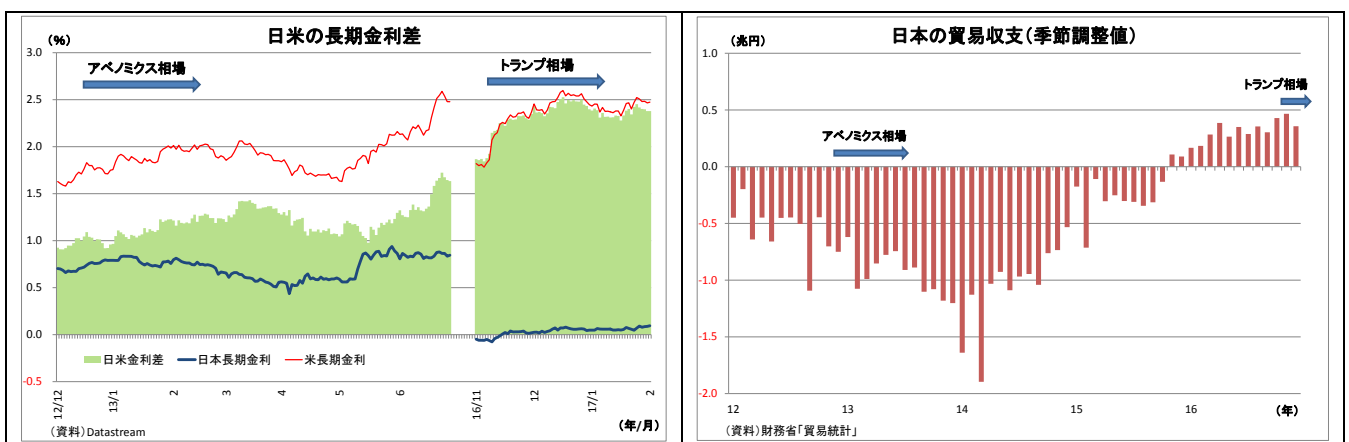 日米の長期金利差
（%）
3.0
2.5
2.0
1.5
1.0
0.5
0.0
-0.5
アベノミクス相場
トランプ相場
日米金利差 日本長期金利 米長期金利
12/12 13/1 2 3 4 5 6 16/11 12 17/1 2
（年/月）
（資料）Datastream
日本の貿易収支（季節調整値）
（兆円）
1.0
0.5
0.0
-0.5
-1.0
-1.5
-2.0
トランプ相場
アベノミクス相場
12 13 14 15 16
（年）
（資料）財務省「貿易統計」